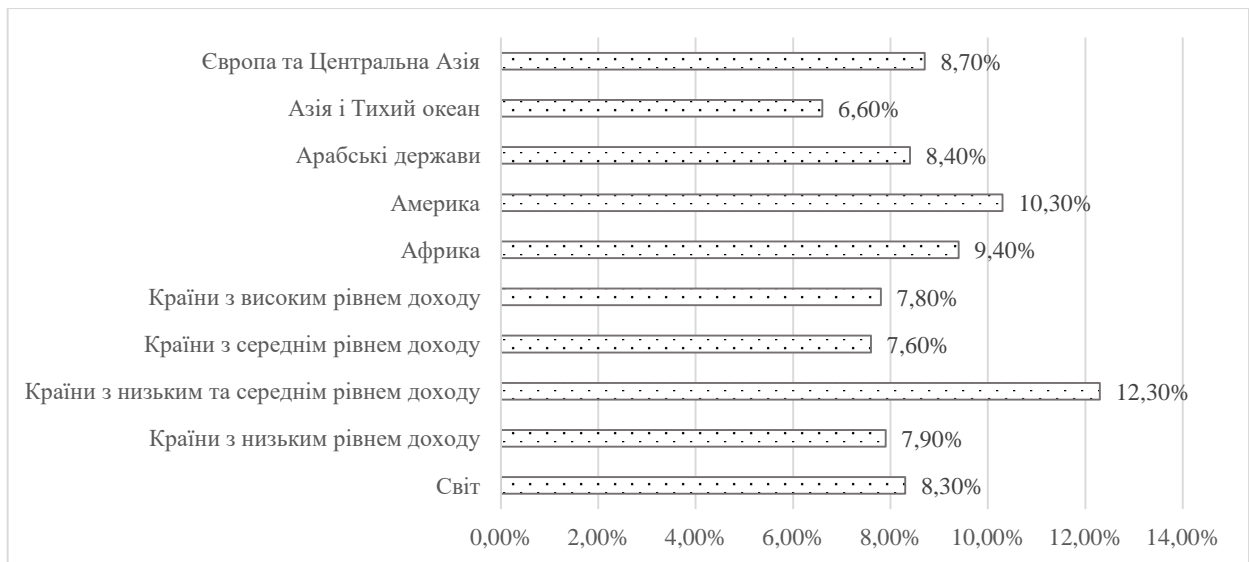 Європа та Центральна Азія 8,70%
Азія і Тихий океан 6,60%
Арабські держави 8,40%
Америка 10,30%
Африка 9,40%
Країни з високим рівнем доходу 7,80%
Країни з середнім рівнем доходу 7,60%
Країни з низьким та середнім рівнем доходу 12,30%
Країни з низьким рівнем доходу 7,90%
Світ 8,30%
0,00% 2,00% 4,00% 6,00% 8,00% 10,00% 12,00% 14,00%